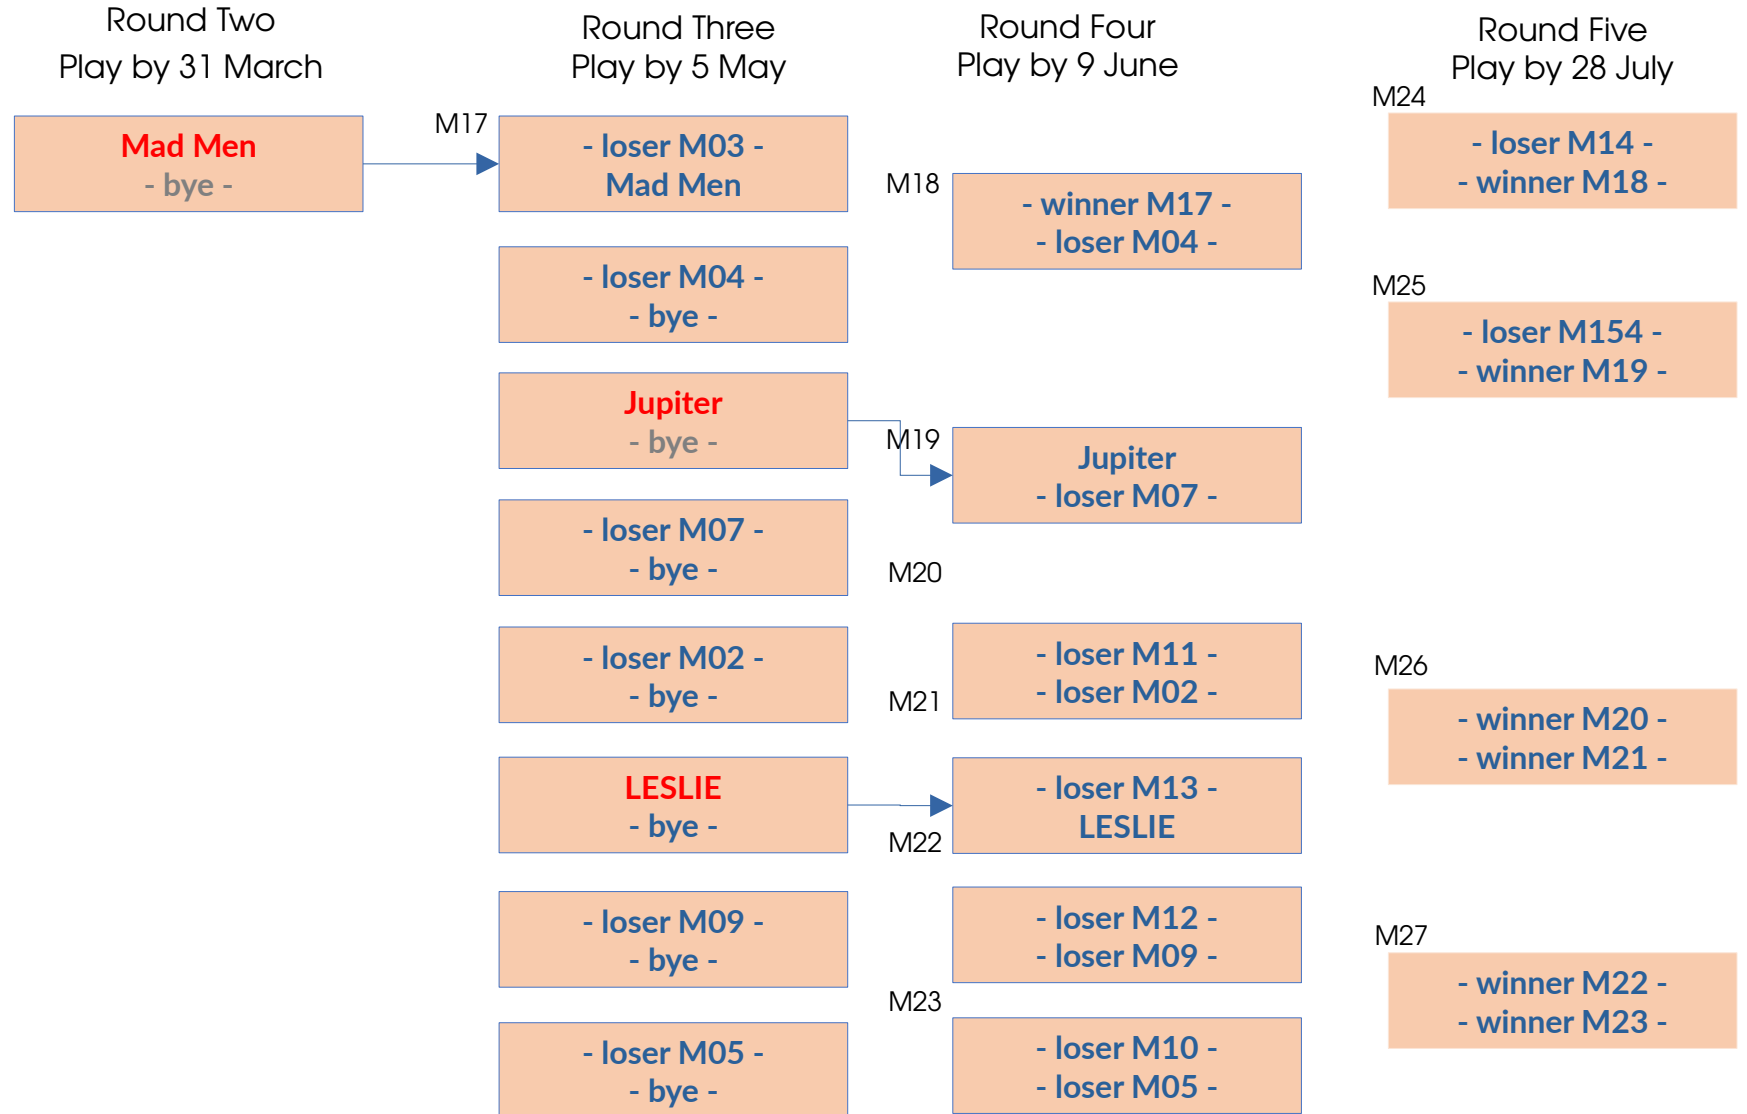 Round Two
Play by 31 March
Mad Men
- bye -
Round Three
Play by 5 May
M17
- loser M03 -
Mad Men
- loser M04 -
- bye -
Jupiter
- bye -
- loser M07 -
- bye -
- loser M02 -
- bye -
LESLIE
- bye -
- loser M09 -
- bye -
- loser M05 -
- bye -
Round Four
Play by 9 June
M18
- winner M17 -
- loser M04 -
M19
Jupiter
- loser M07 -
M20
- loser M11 -
- loser M02 -
M21
- loser M13 -
LESLIE
M22
- loser M12 -
- loser M09 -
M23
- loser M10 -
- loser M05 -
Round Five
Play by 28 July
M24
- loser M14 -
- winner M18 -
M25
- loser M154 -
- winner M19 -
M26
- winner M20 -
- winner M21 -
M27
- winner M22 -
- winner M23 -